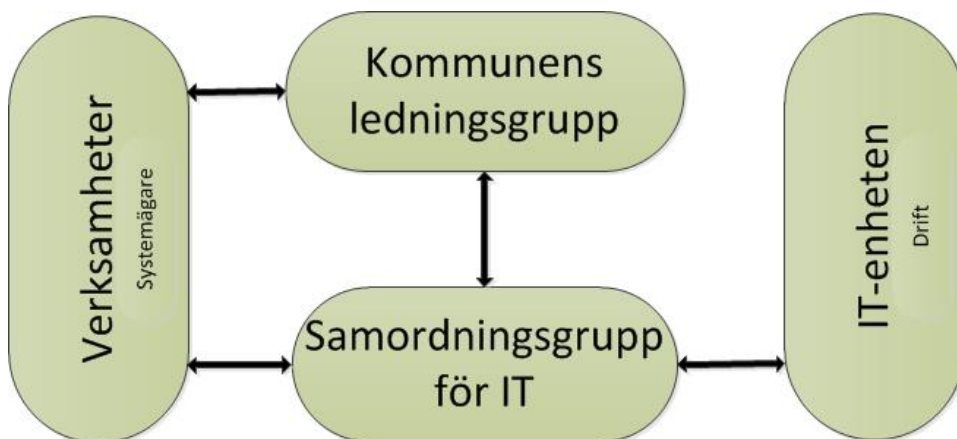 Verksamheter
Systemägare
Kommunens
ledningsgrupp
Samordningsgrupp
för IT
IT-enheten
Drift